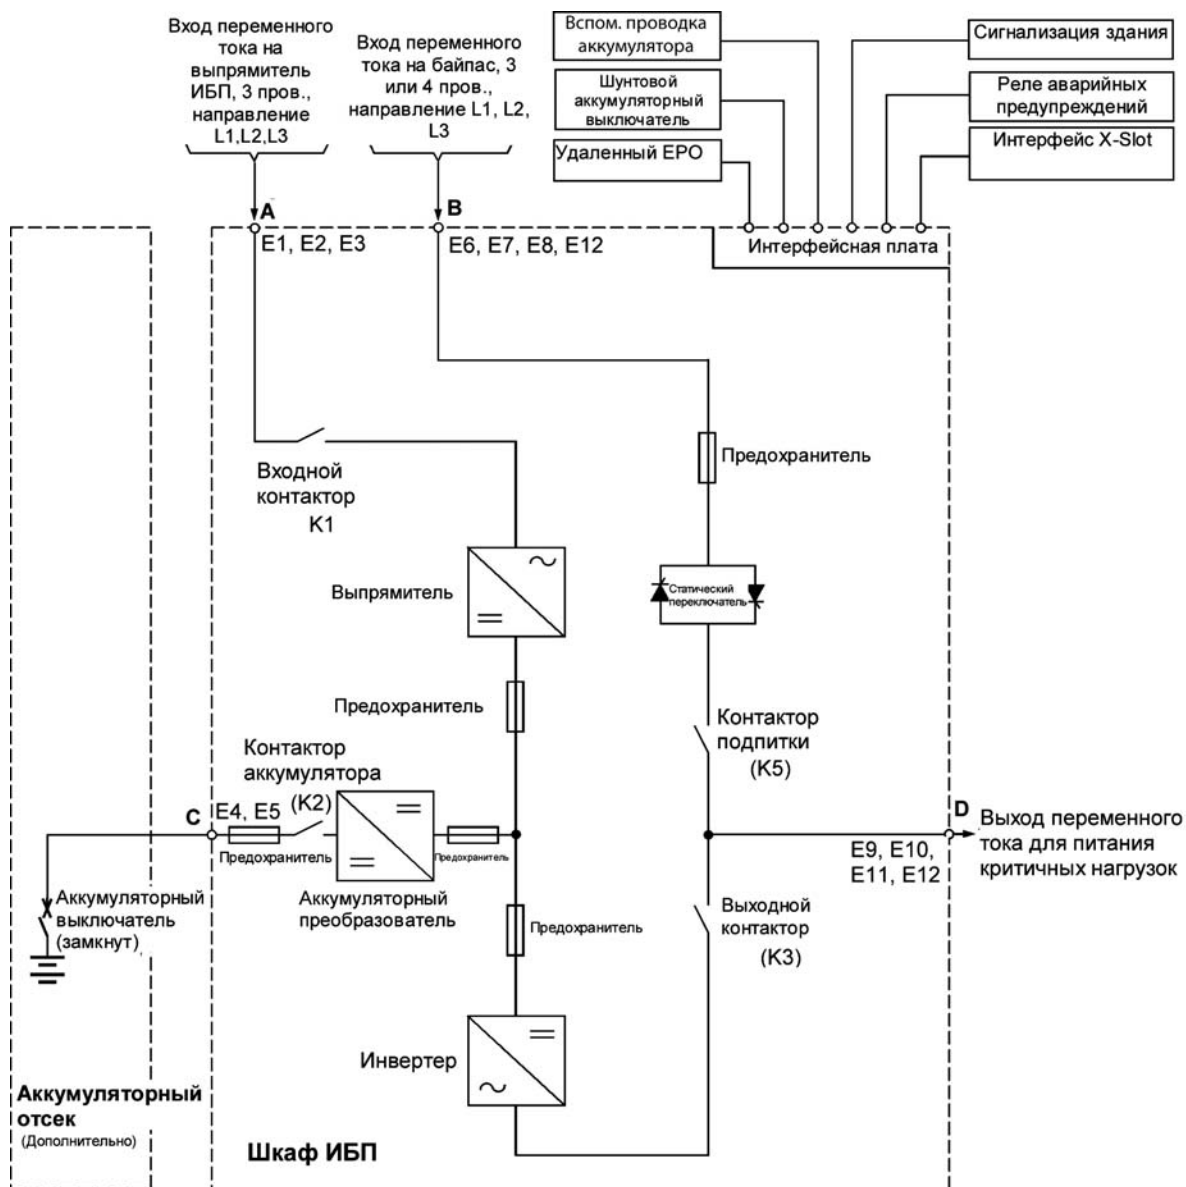 Вход переменного
тока на
выпрямитель
ИБП, 3 пров.,
направление
L1,L2,L3
Вход переменного
тока на байпас, 3
или 4 пров.,
направление L1, L2,
L3
Вспом. проводка
аккумулятора
Шунтовой
аккумуляторный
выключатель
Удаленный EPO
Сигнализация здания
Реле аварийных
предупреждений
Интерфейс X-Slot
A
B
E1, E2, E3
E6, E7, E8, E12
Интерфейсная плата
Предохранитель
Входной
контактор
K1
Выпрямитель
Статический
переключатель
Предохранитель
Контактор
подпитки
(K5)
Контактор
аккумулятора
(K2)
C
E4, E5
Предохранитель
Предохранитель
D
Выход переменного
тока для питания
критичных нагрузок
E9, E10,
E11, E12
Аккумуляторный
выключатель
(замкнут)
Аккумуляторный
преобразователь
Предохранитель
Выходной
контактор
(K3)
Инвертер
Аккумуляторный
отсек
(Дополнительно)
Шкаф ИБП